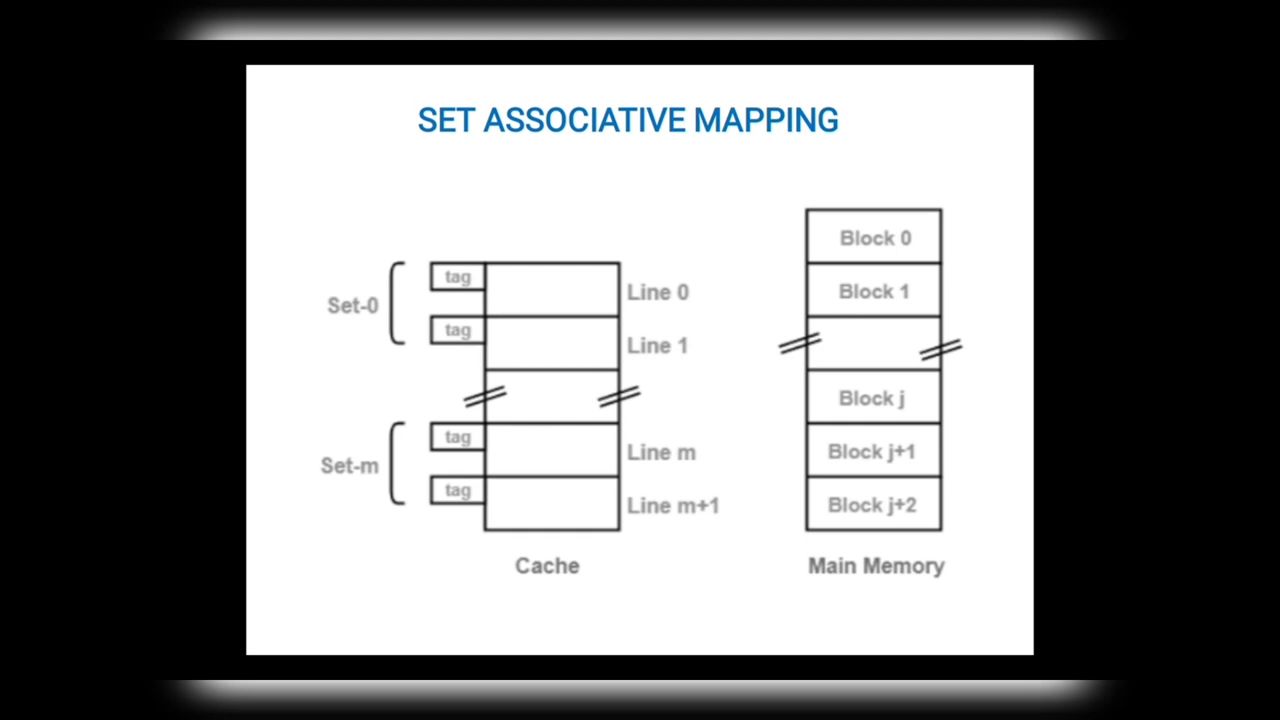 SET ASSOCIATIVE MAPPING
Set-0
tag
Line 0
tag
Line 1
Set-m
tag
Line m
tag
Line m+1
Cache
Block 0
Block 1
Block j
Block j+1
Block j+2
Main Memory